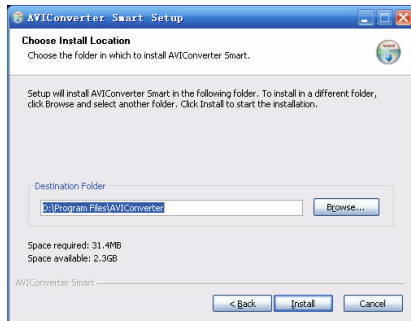 AVIConverter Smart Setup
Choose Install Location
Choose the folder in which to install AVIConverter Smart.
Setup will install AVIConverter Smart in the following folder. To install in a different folder,
click Browse and select another folder. Click Install to start the installation.
Destination Folder
D:\Program Files\AVIConverter
Browse...
Space required: 31.4MB
Space available: 2.3GB
AVIConverter Smart
< Back
Install
Cancel